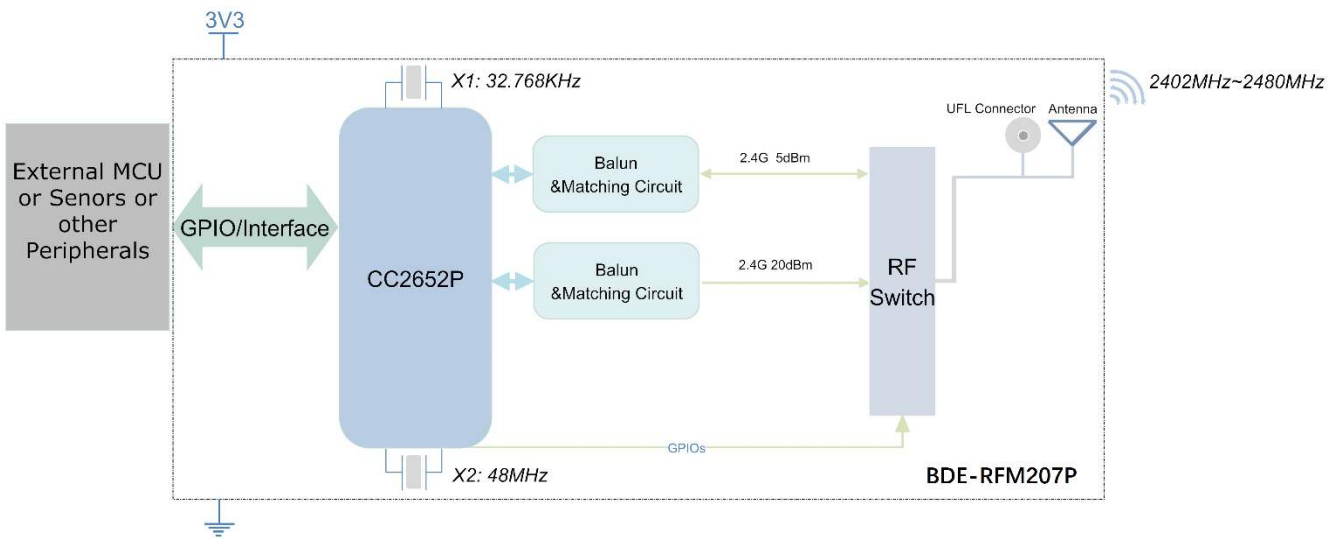 3V3
X1: 32.768KHz
2402MHz~2480MHz
UFL Connector
Antenna
External MCU
or Senors or
other
Peripherals
GPIO/Interface
CC2652P
Balun
&Matching Circuit
2.4G 5dBm
Balun
&Matching Circuit
2.4G 20dBm
RF
Switch
GPIOs
X2: 48MHz
BDE-RFM207P